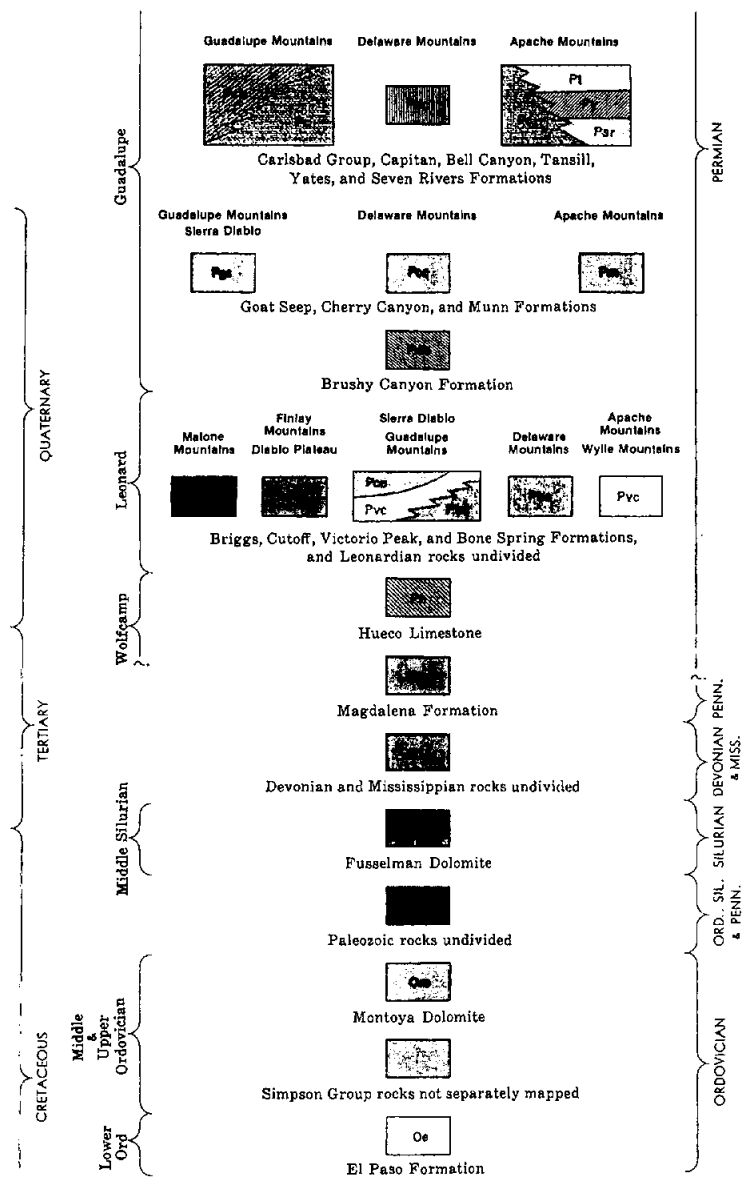 Guadalupe Mountains Delaware Mountains Apache Mountains
Pt
Psr
Carlsbad Group, Capitan, Bell Canyon, Tansill,
Yates, and Seven Rivers Formations
Guadalupe
PERMIAN
Guadalupe Mountains Delaware Mountains Apache Mountains
Sierra Diablo
Pgs
Goat Seep, Cherry Canyon, and Munn Formations
Brushy Canyon Formation
QUATERNARY
Leonard
Malone Mountains
Finlay Mountains
Diablo Plateau
Sierra Diablo
Guadalupe Mountains
Delaware Mountains
Apache Mountains
Wylie Mountains
Pvc
Pvc
Briggs, Cutoff, Victorio Peak, and Bone Spring Formations,
and Leonardian rocks undivided
Wolfcamp
Hueco Limestone
?
?
Magdalena Formation
PENN.
TERTIARY
Devonian and Mississippian rocks undivided
DEVONIAN
& MISS.
Middle Silurian
Fusselman Dolomite
SILURIAN
Paleozoic rocks undivided
ORD., SIL.
& PENN.
Middle
&
Upper
Ordovician
Montoya Dolomite
Simpson Group rocks not separately mapped
ORDOVICIAN
CRETACEOUS
Lower
Ord
Oe
El Paso Formation